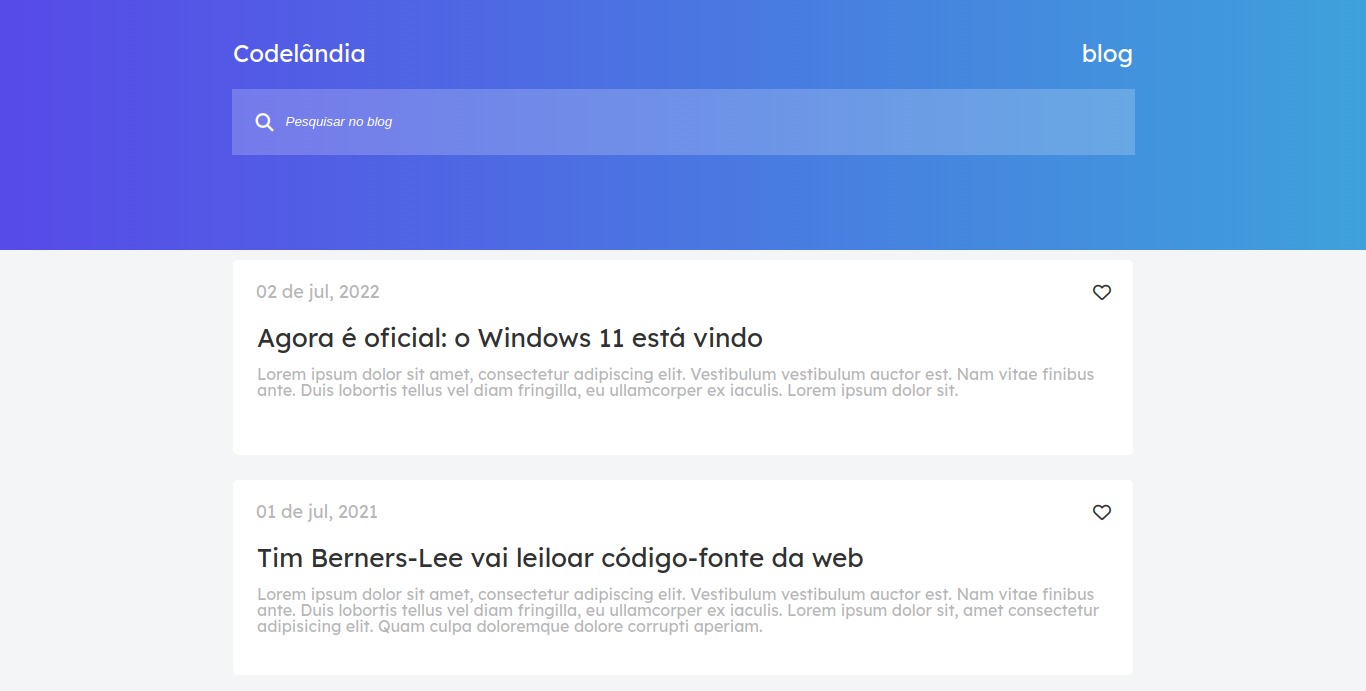 Codelândia
blog
Pesquisar no blog
02 de jul, 2022
Agora é oficial: o Windows 11 está vindo
Lorem ipsum dolor sit amet, consectetur adipiscing elit. Vestibulum vestibulum auctor est. Nam vitae finibus
ante. Duis lobortis tellus vel diam fringilla, eu ullamcorper ex iaculis. Lorem ipsum dolor sit.
01 de jul, 2021
Tim Berners-Lee vai leiloar código-fonte da web
Lorem ipsum dolor sit amet, consectetur adipiscing elit. Vestibulum vestibulum auctor est. Nam vitae finibus
ante. Duis lobortis tellus vel diam fringilla, eu ullamcorper ex iaculis. Lorem ipsum dolor sit, amet consectetur
adipisicing elit. Quam culpa doloremque dolore corrupti aperiam.